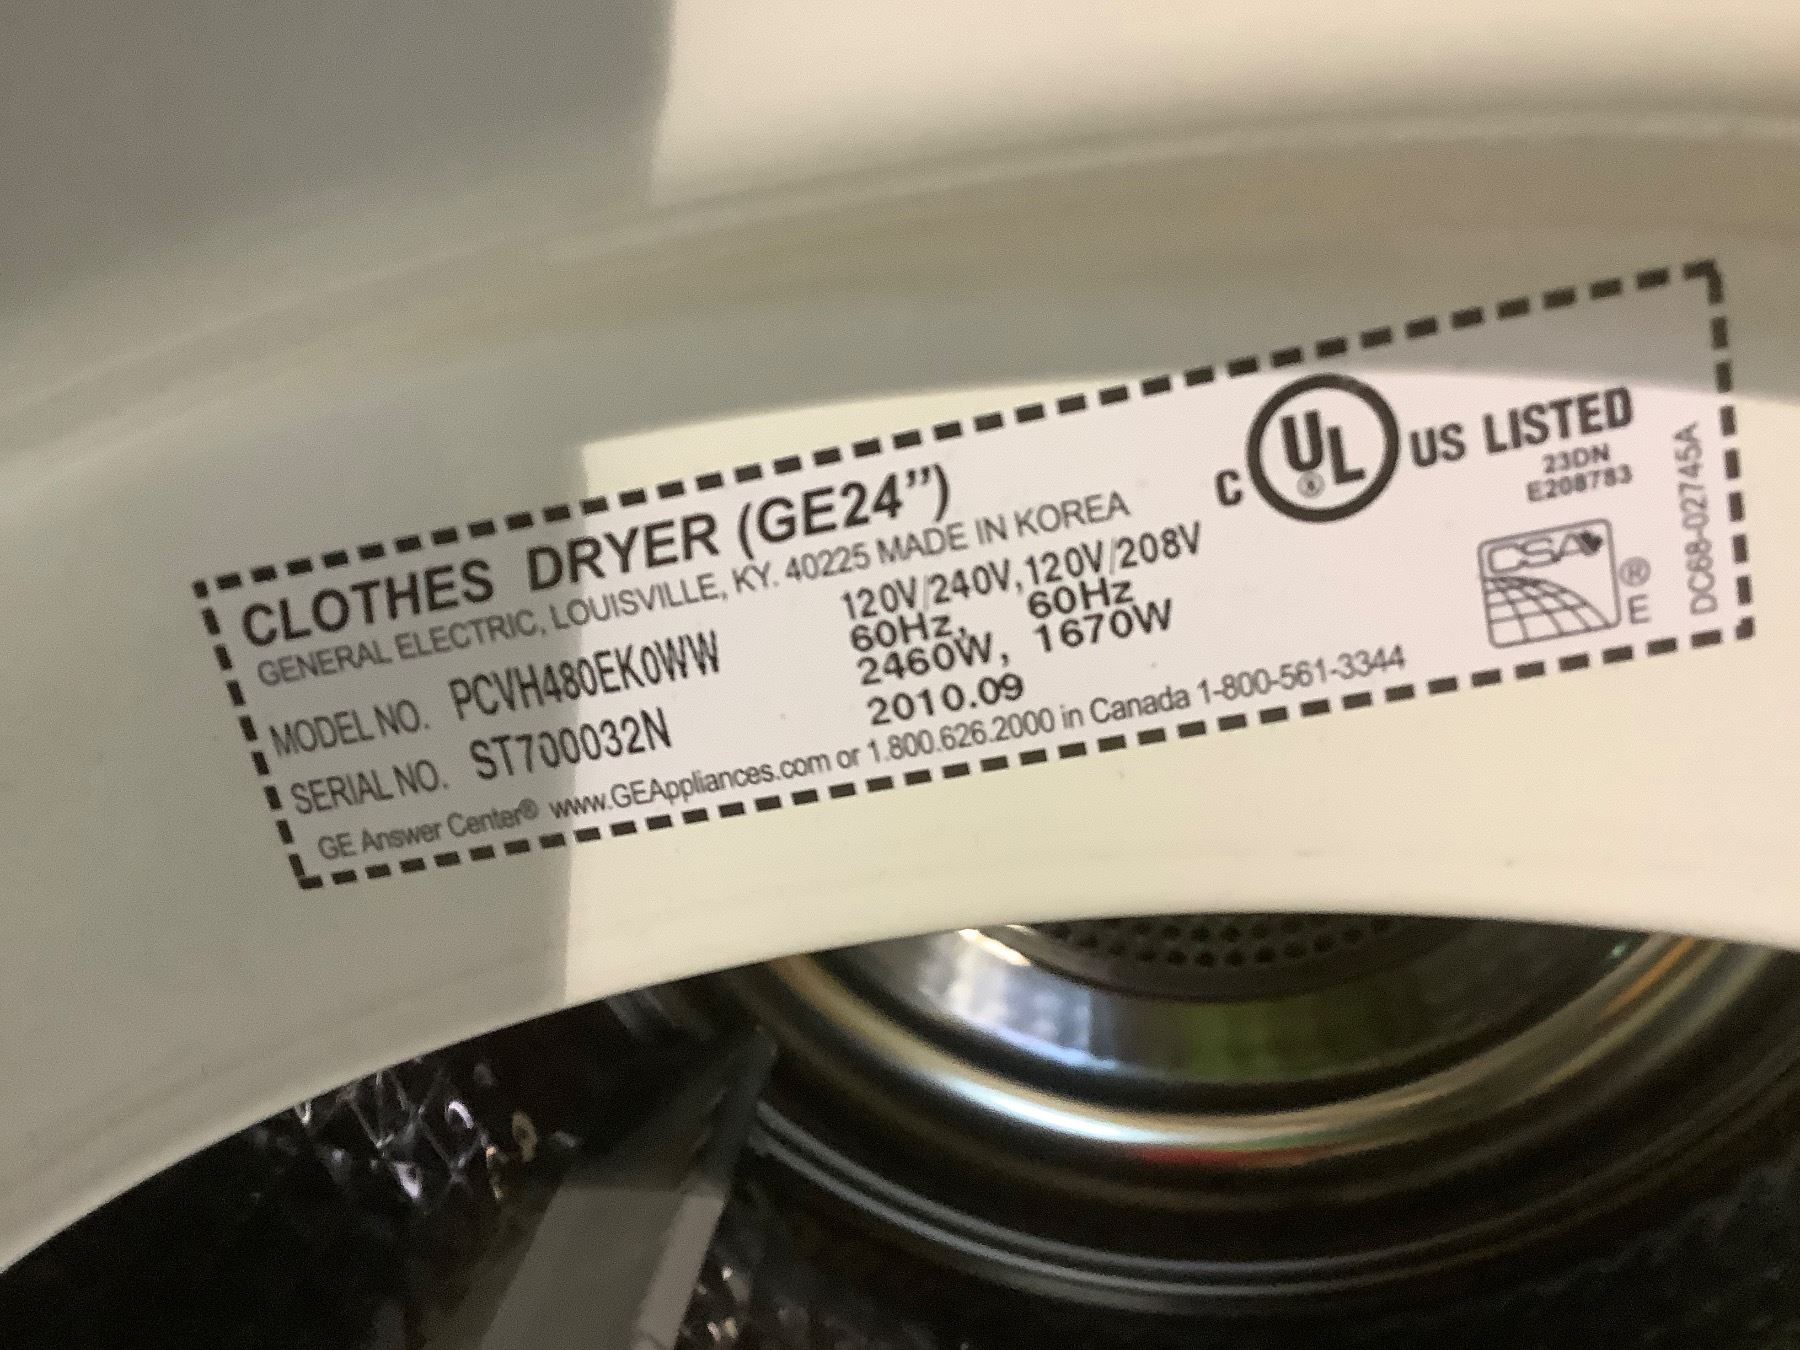 CLOTHES DRYER (GE24”)
GENERAL ELECTRIC, LOUISVILLE, KY. 40225 MADE IN KOREA
MODEL NO. PCVH480EK0WW
SERIAL NO. ST700032N
120V/240V,120V/208V
60Hz, 60Hz
2460W, 1670W
2010.09
GE Answer Center® www.GEAppliances.com or 1.800.626.2000 in Canada 1-800-561-3344
C UL ® US LISTED
23DN
E208783
CSA ®
E
DC68-02745A